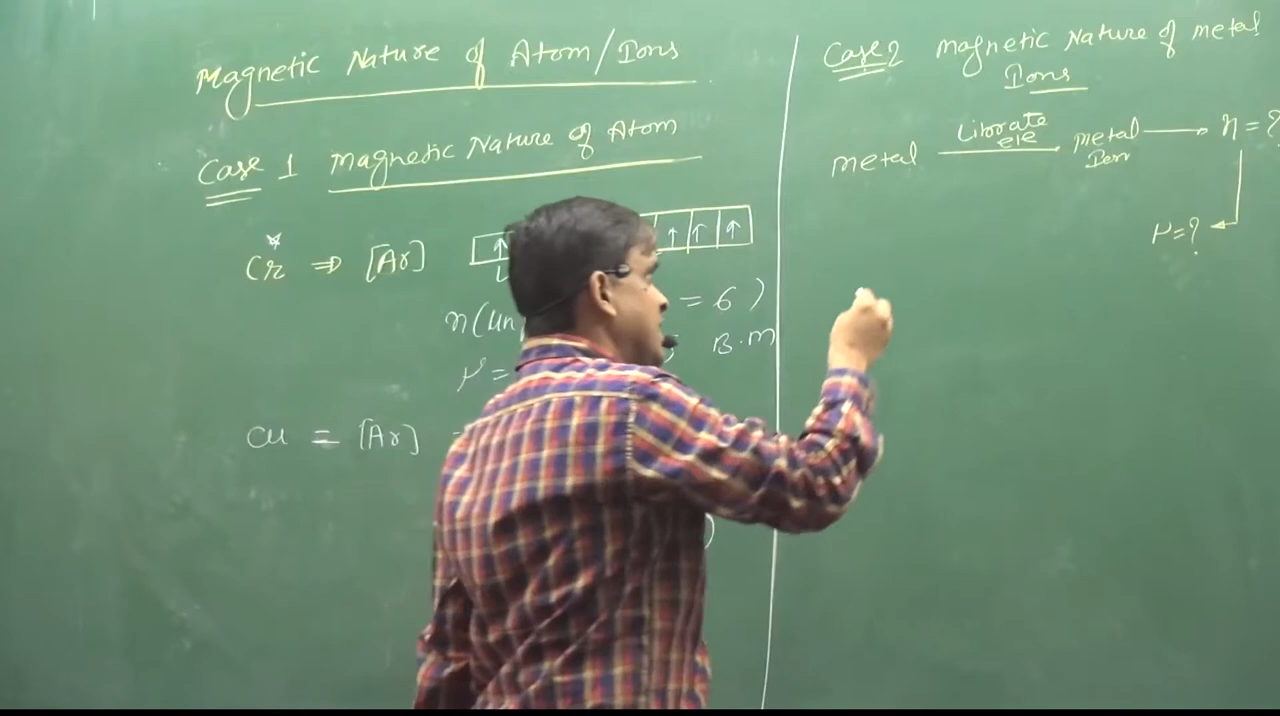 Magnetic Nature of Atom/Ions
Case 1 Magnetic Nature of Atom
Cr ⇒ [Ar] ↑ ↑ ↑ ↑
n(un = 6)
μ = B.M
Cu = [Ar]
)
Case 2 Magnetic Nature of metal
Ions
metal Librate ele metal Ion → n = ?
μ = ?